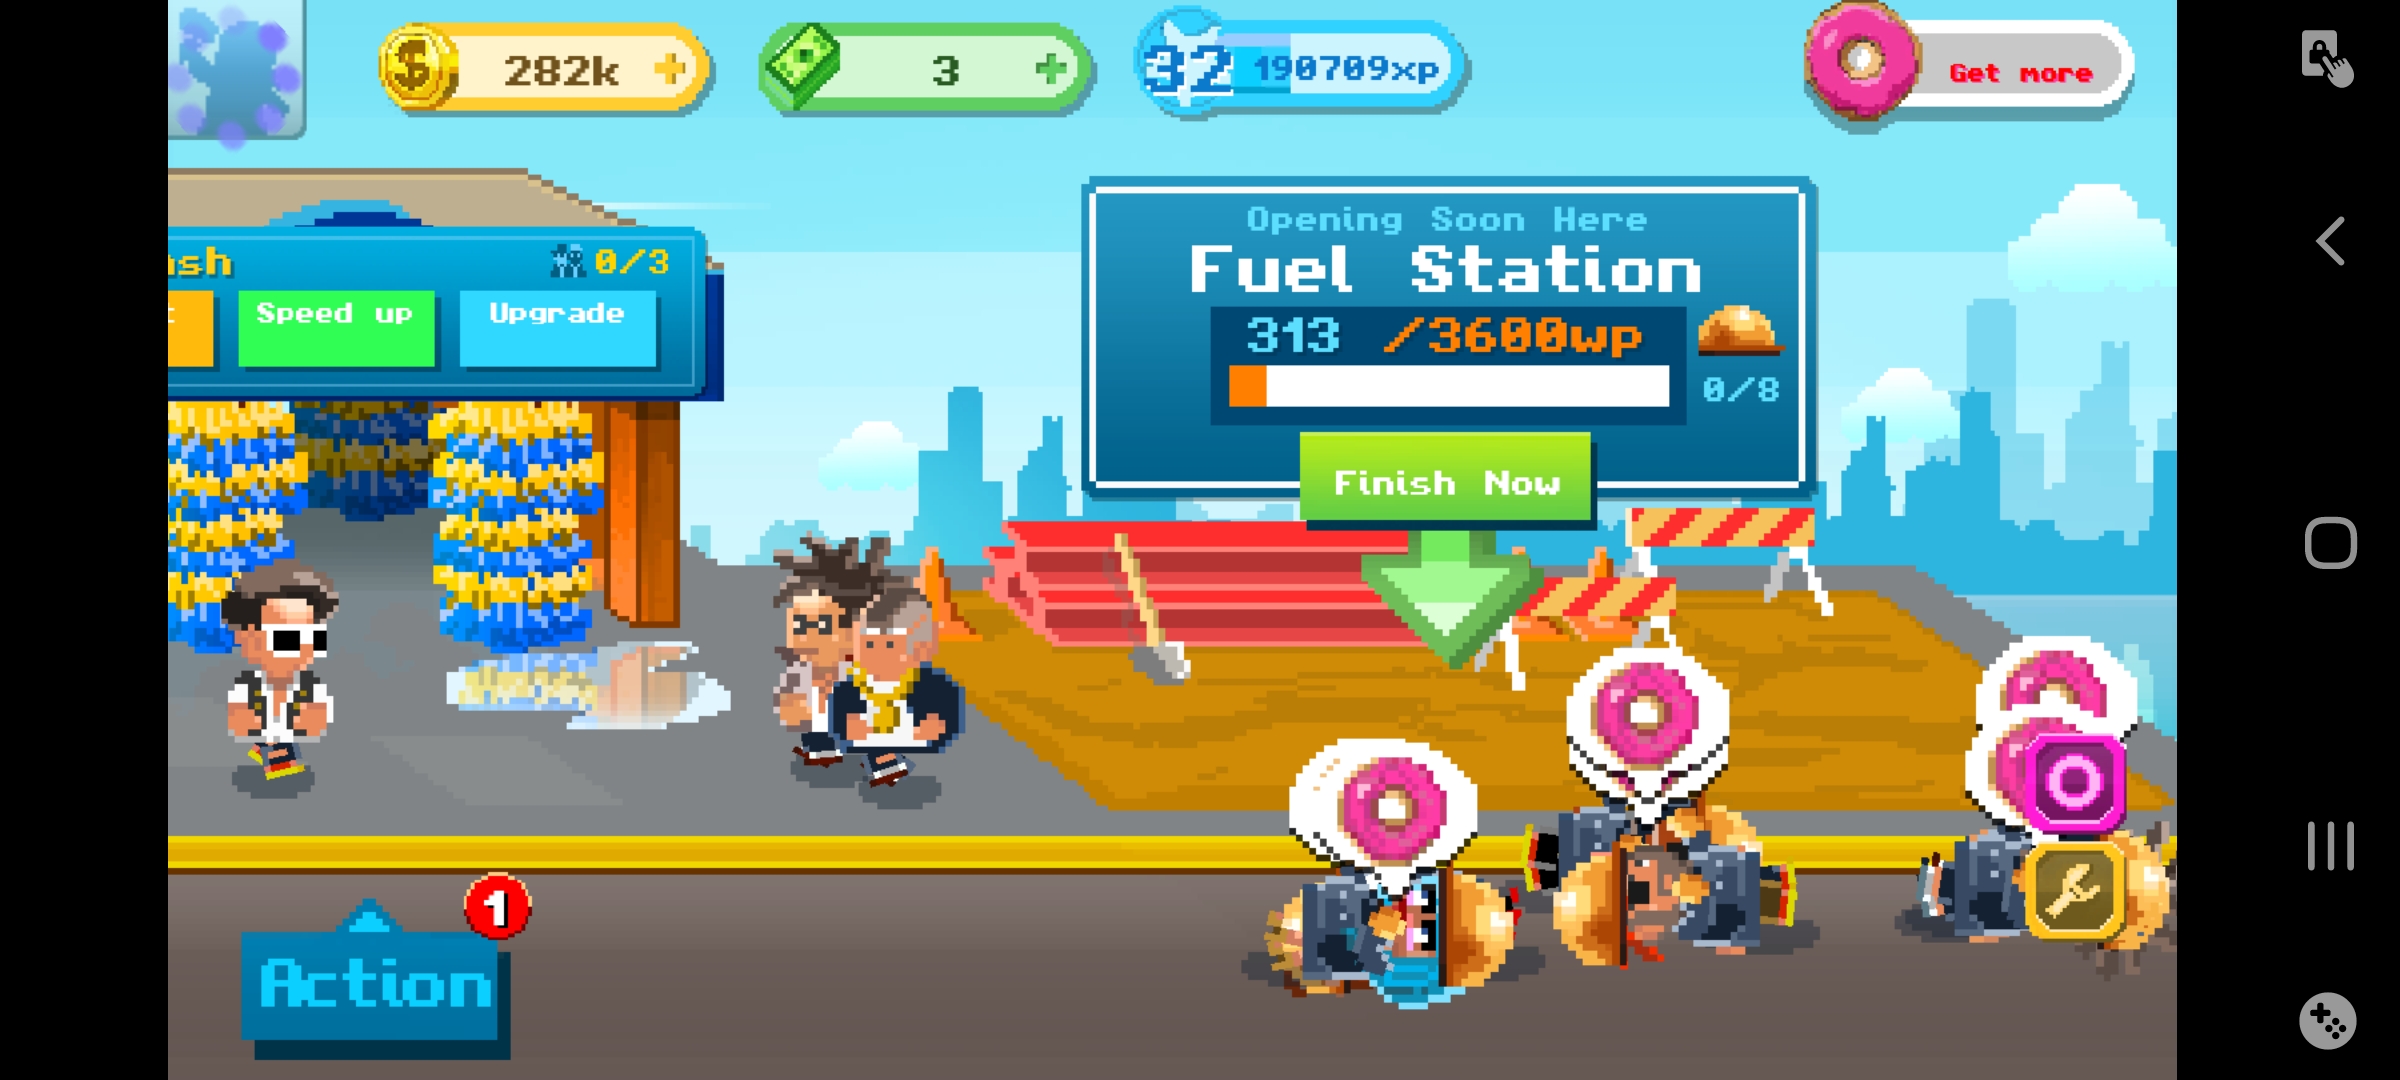 282k
3
32
190709xp
Get more
Opening Soon Here
Fuel Station
313 /3600wp
0/8
Finish Now
0/3
Speed up
Upgrade
1
Action